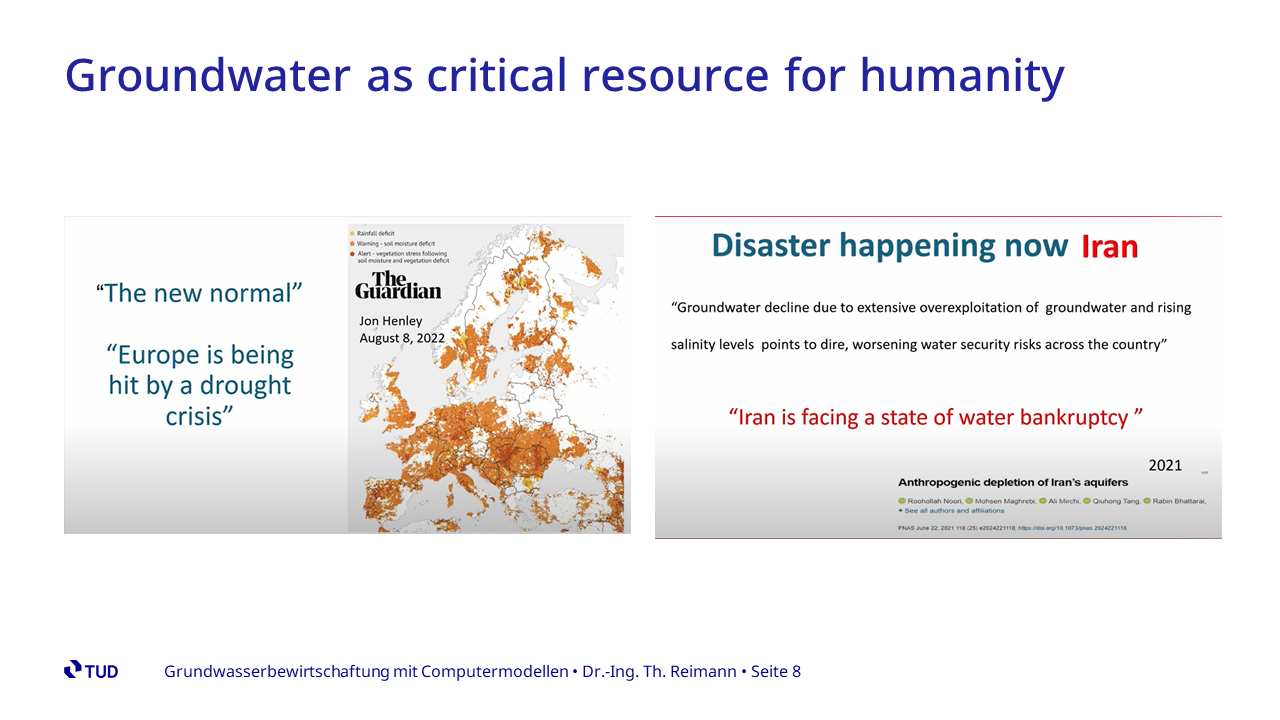 Groundwater as critical resource for humanity
“The new normal”
“Europe is being
hit by a drought
crisis”
Rainfall deficit
Warning - soil moisture deficit
Alert - vegetation stress following
soil moisture and vegetation deficit
The
Guardian
Jon Henley
August 8, 2022
Disaster happening now Iran
“Groundwater decline due to extensive overexploitation of groundwater and rising
salinity levels points to dire, worsening water security risks across the country”
“Iran is facing a state of water bankruptcy ”
2021
Anthropogenic depletion of Iran’s aquifers
Roohollah Noori, Mohsen Maghrebi, Ali Mirchi, Qiuhong Tang, Rabin Bhattarai,
+ See all authors and affiliations
PNAS June 22, 2021 118 (25) e2024221118; https://doi.org/10.1073/pnas.2024221118
TUD
Grundwasserbewirtschaftung mit Computermodellen • Dr.-Ing. Th. Reimann • Seite 8